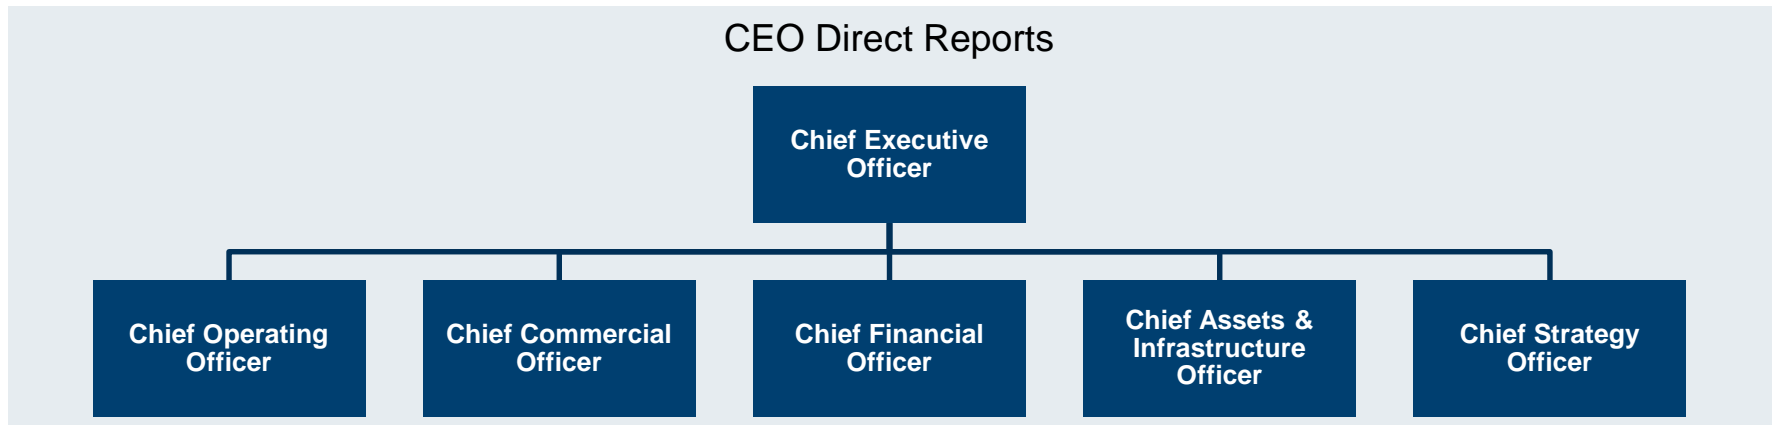 CEO Direct Reports
Chief Executive
Officer
Chief Operating
Officer
Chief Commercial
Officer
Chief Financial
Officer
Chief Assets &
Infrastructure
Officer
Chief Strategy
Officer